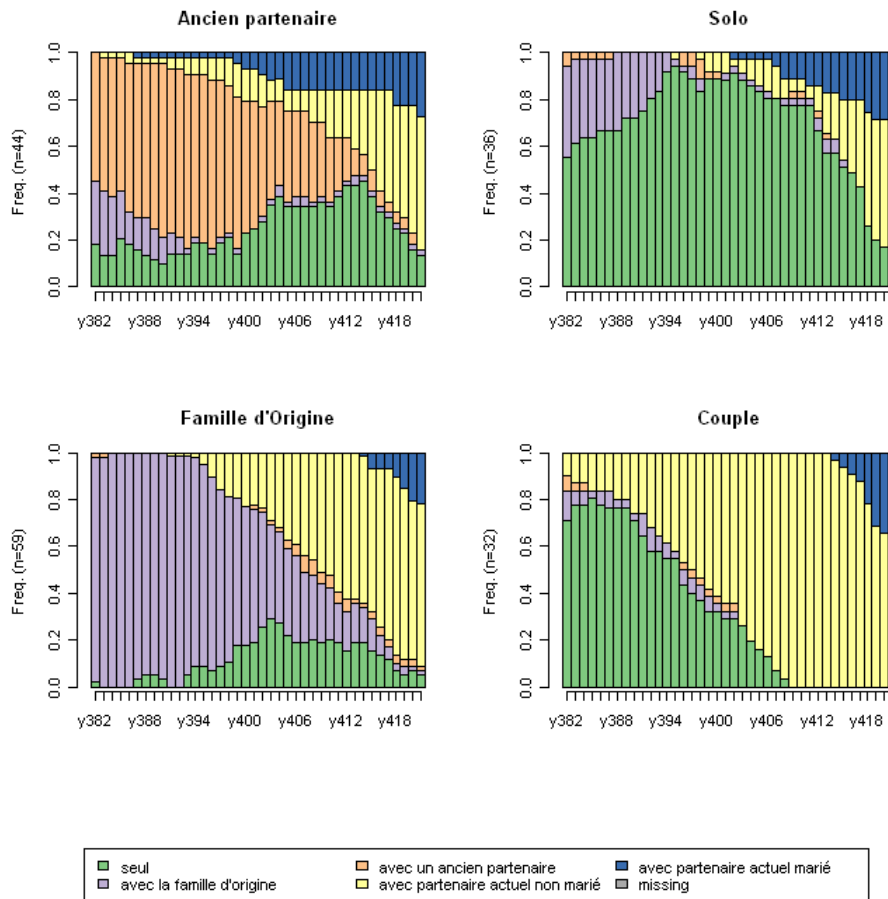 Ancien partenaire
Freq. (n=44)
0.0 0.2 0.4 0.6 0.8 1.0
y382 y388 y394 y400 y406 y412 y418
Solo
Freq. (n=36)
0.0 0.2 0.4 0.6 0.8 1.0
y382 y388 y394 y400 y406 y412 y418
Famille d'Origine
Freq. (n=59)
0.0 0.2 0.4 0.6 0.8 1.0
y382 y388 y394 y400 y406 y412 y418
Couple
Freq. (n=32)
0.0 0.2 0.4 0.6 0.8 1.0
y382 y388 y394 y400 y406 y412 y418
seul
avec la famille d'origine
avec un ancien partenaire
avec partenaire actuel non marié
avec partenaire actuel marié
missing